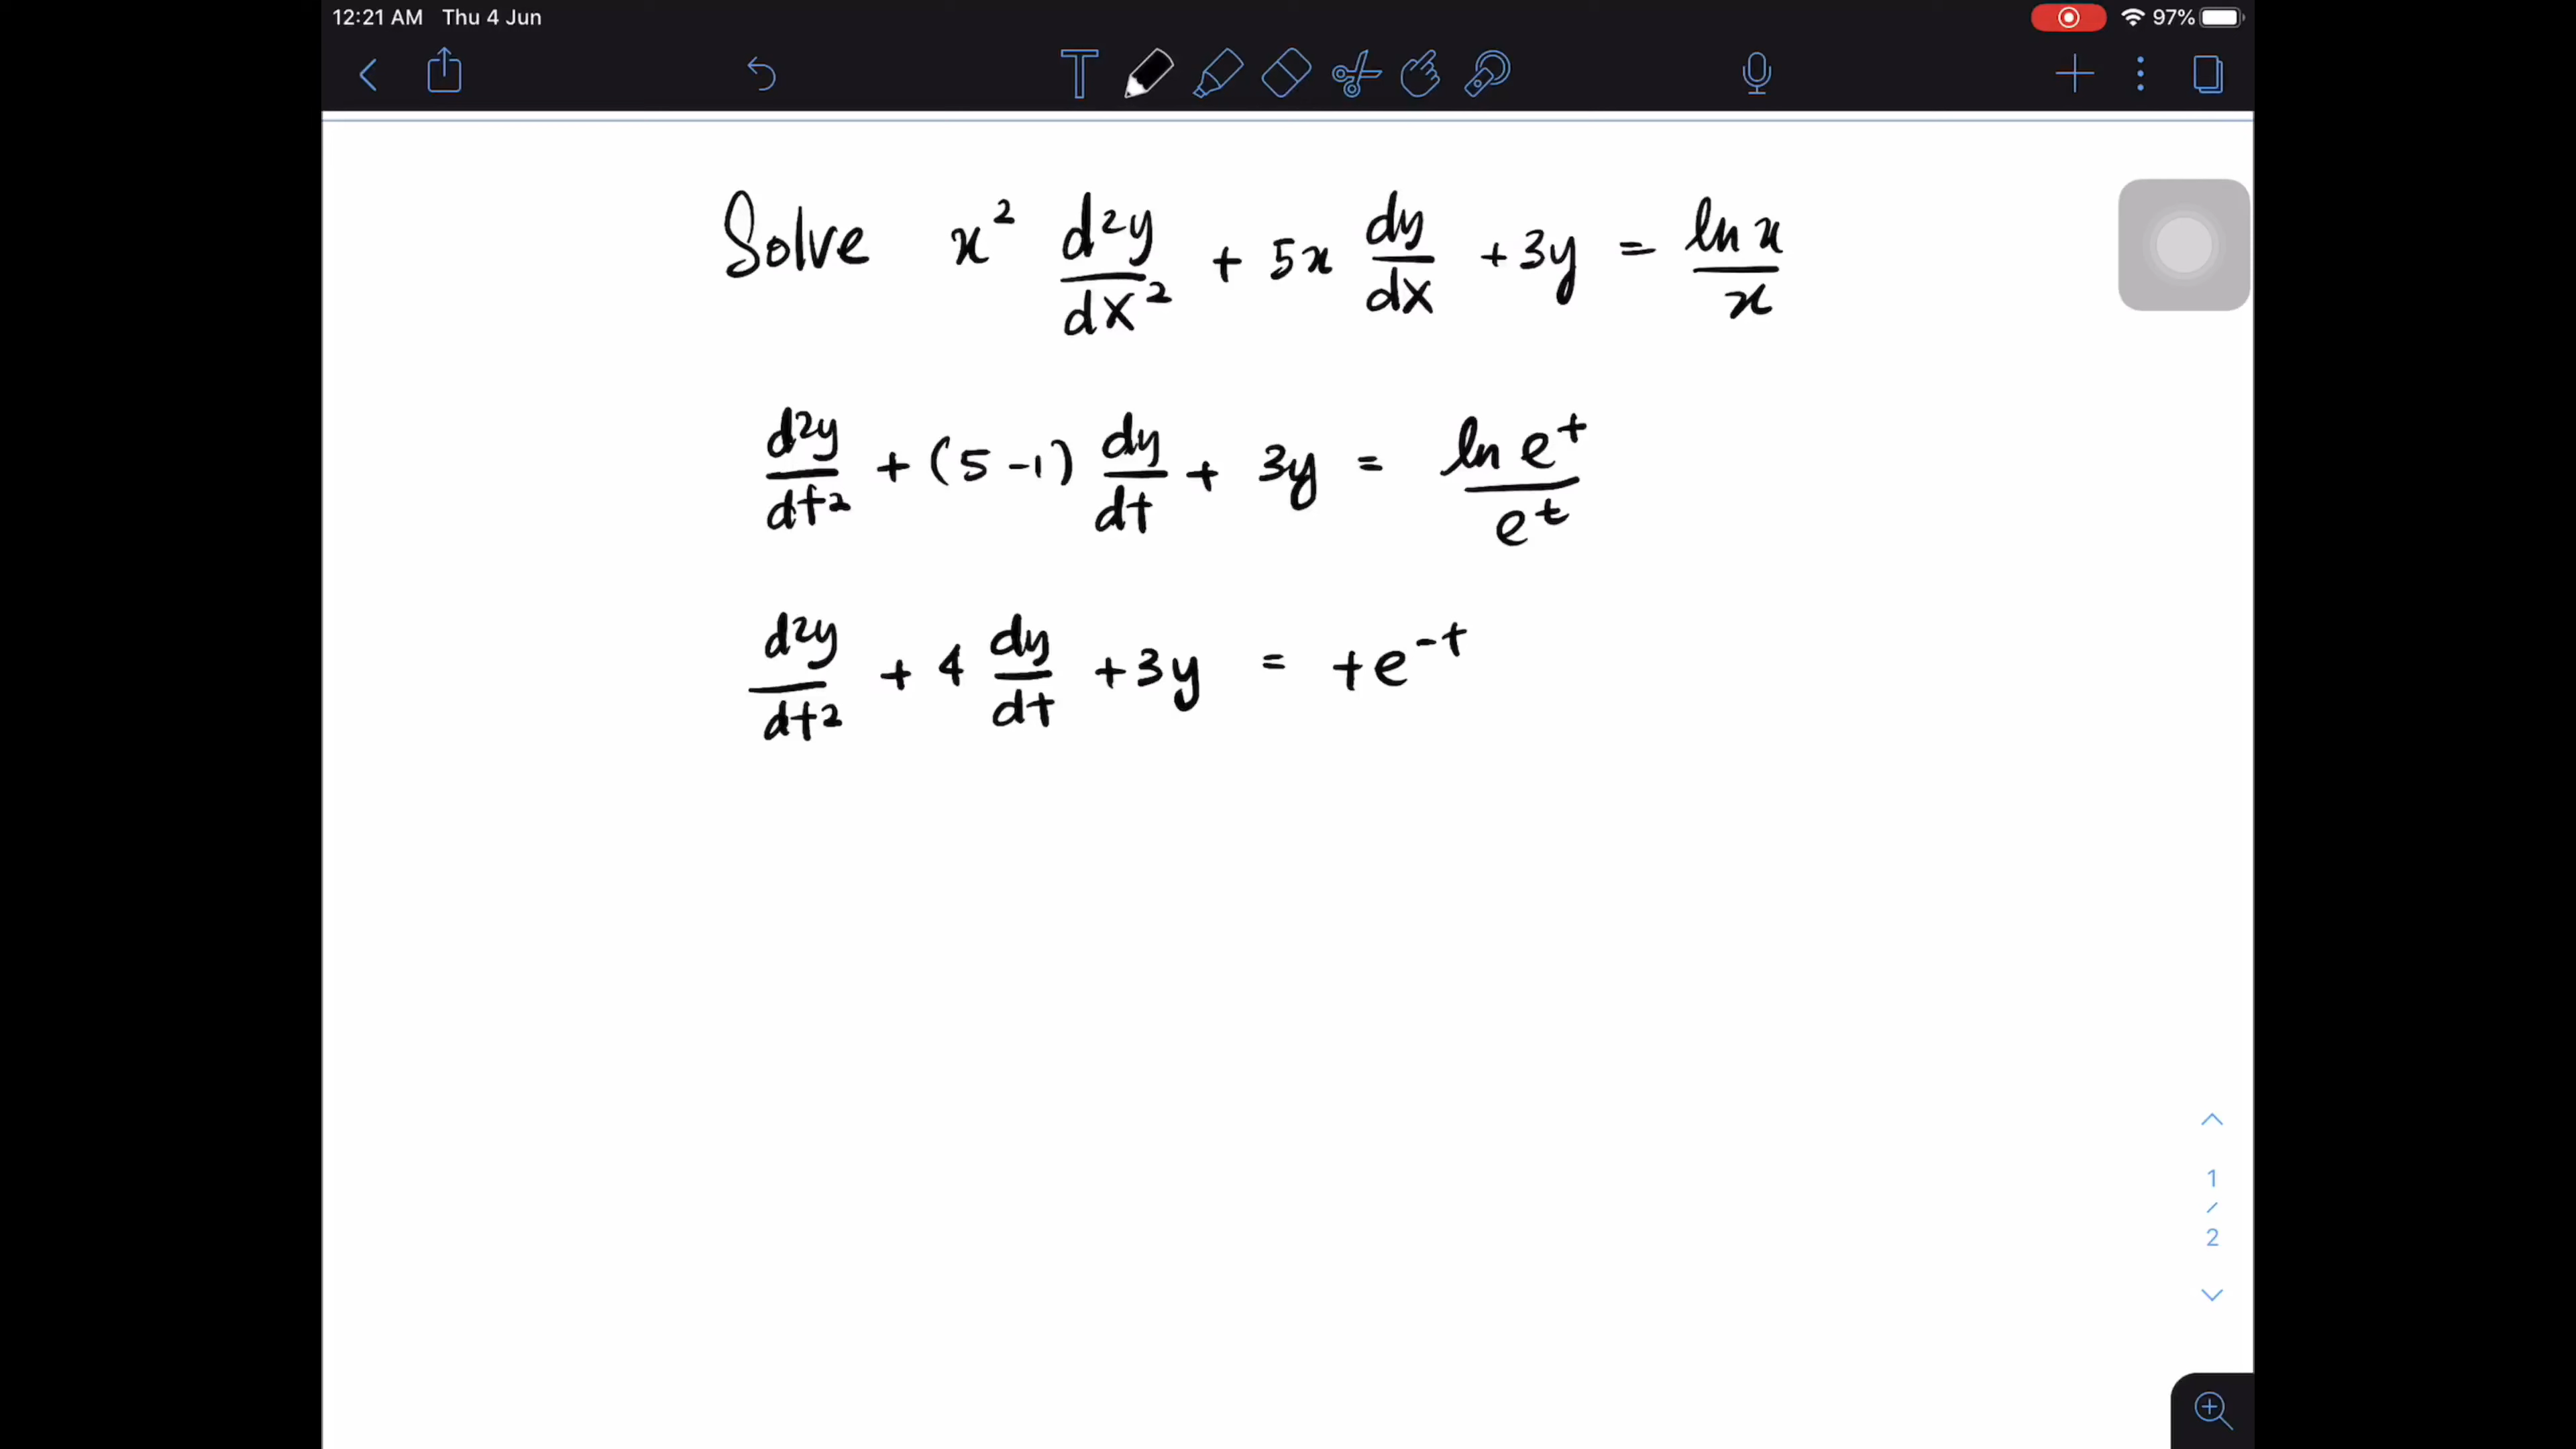 12:21 AM Thu 4 Jun 97%
T
Solve x² d²y/dx² + 5x dy/dx + 3y = ln x/x
d²y/dt² + (5 - 1) dy/dt + 3y = ln e^t/e^t
d²y/dt² + 4 dy/dt + 3y = te^-t
1
/
2